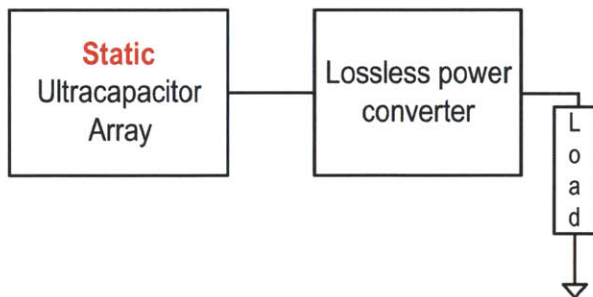 Static
Ultracapacitor
Array
Lossless power
converter
L
o
a
d